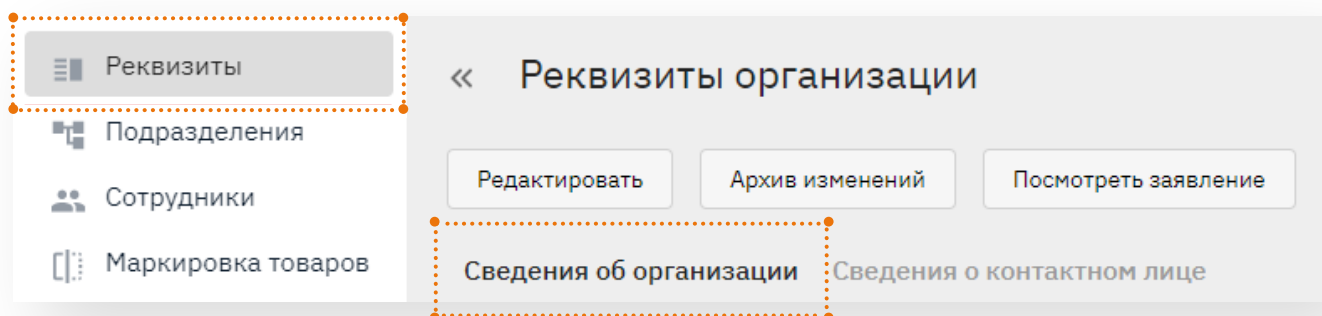 Реквизиты
Подразделения
Сотрудники
Маркировка товаров
« Реквизиты организации
Редактировать Архив изменений Посмотреть заявление
Сведения об организации Сведения о контактном лице